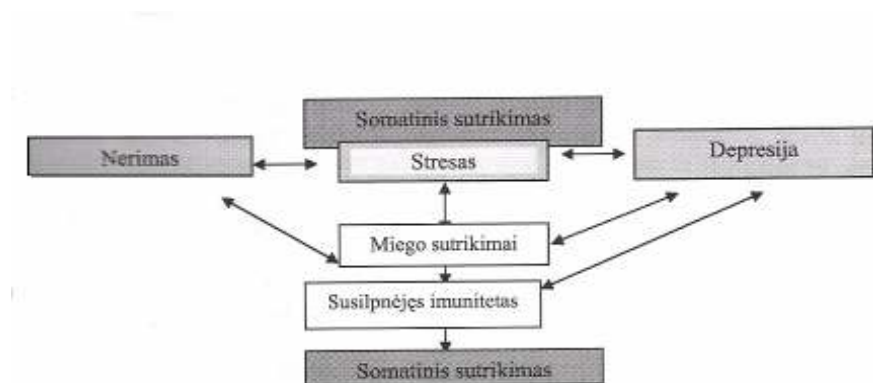 Somatinis sutrikimas
Nerimas
Stresas
Depresija
Miego sutrikimai
Susilpnėjęs imunitetas
Somatinis sutrikimas